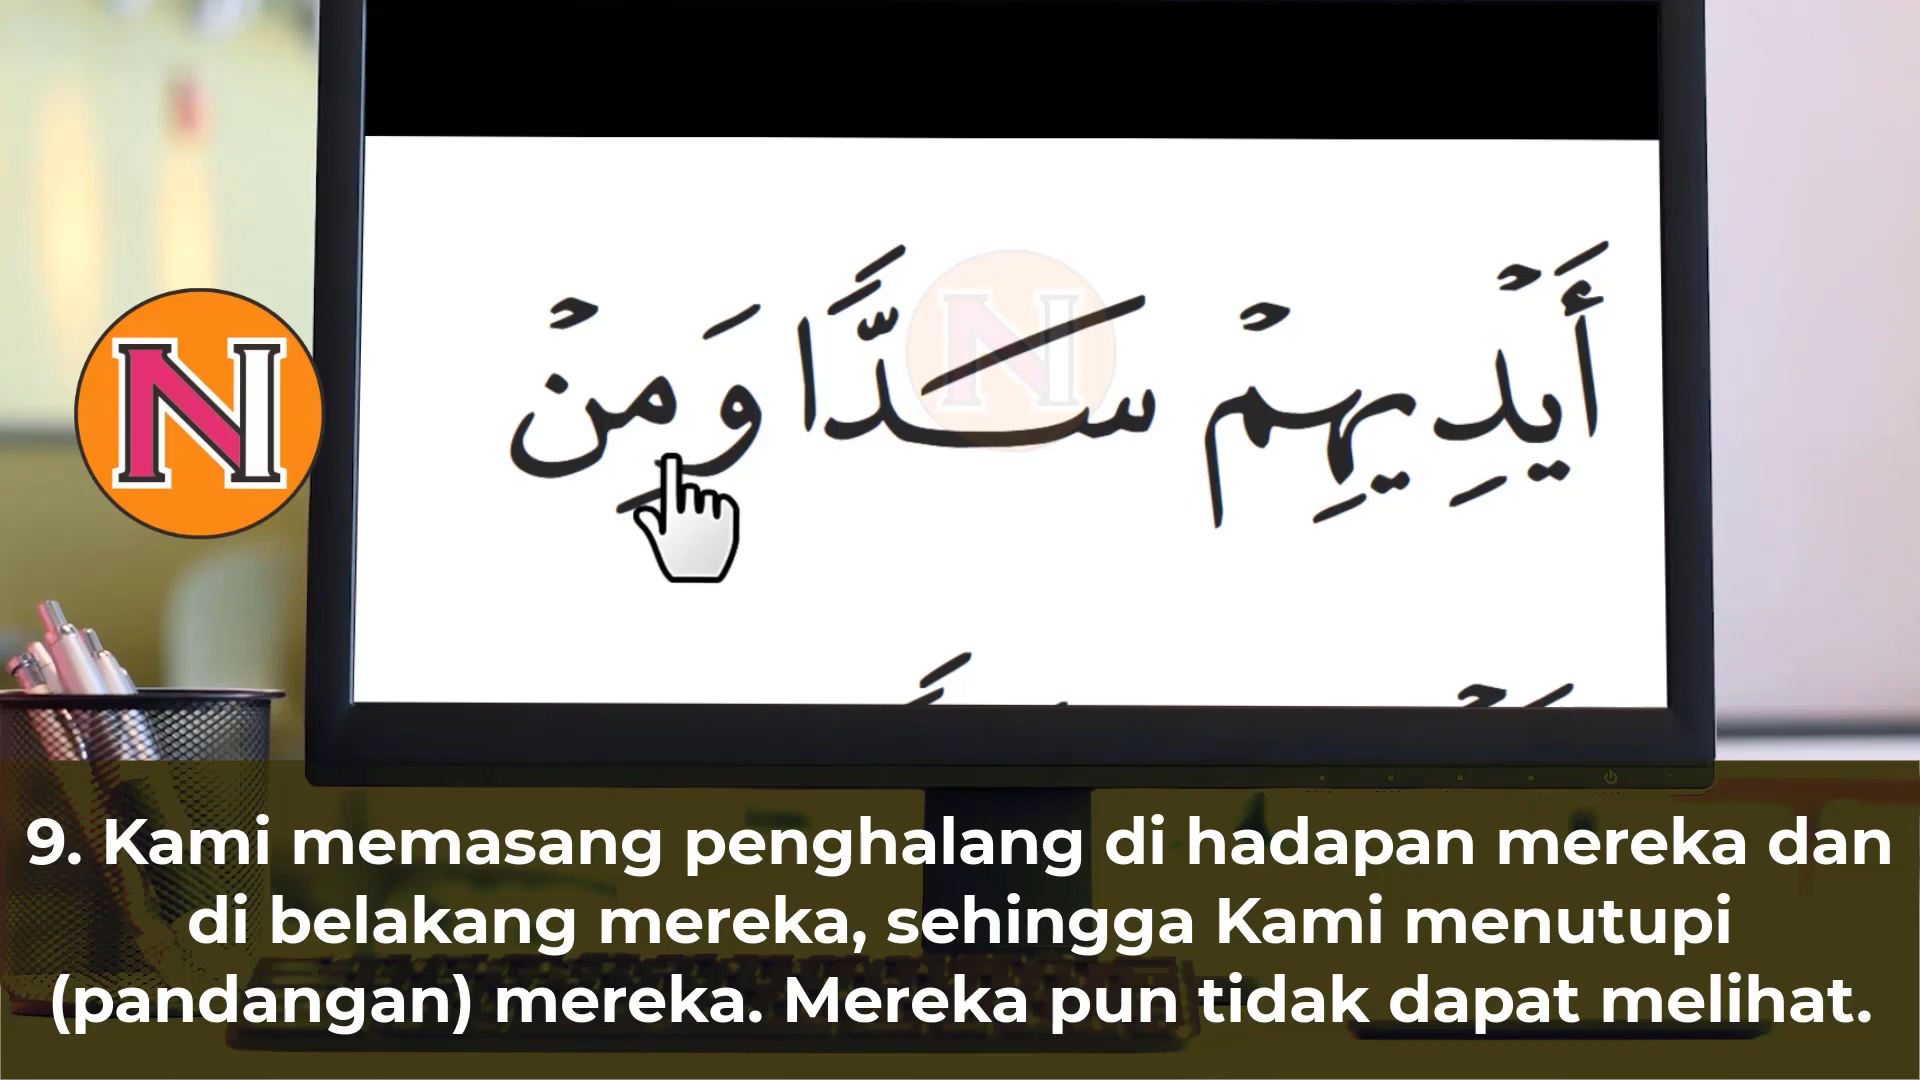 أَيۡدِيهِمۡ سَدًّا وَمِنۡ
N
9. Kami memasang penghalang di hadapan mereka dan
di belakang mereka, sehingga Kami menutupi
(pandangan) mereka. Mereka pun tidak dapat melihat.